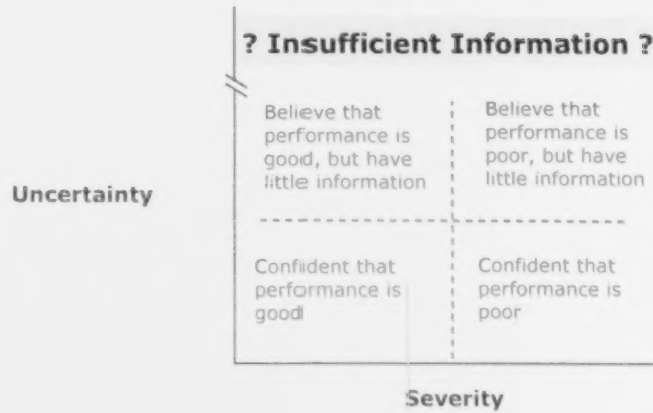 ? Insufficient Information ?
Believe that
performance is
good, but have
little information
Believe that
performance is
poor, but have
little information
Uncertainty
Confident that
performance is
good
Confident that
performance is
poor
Severity